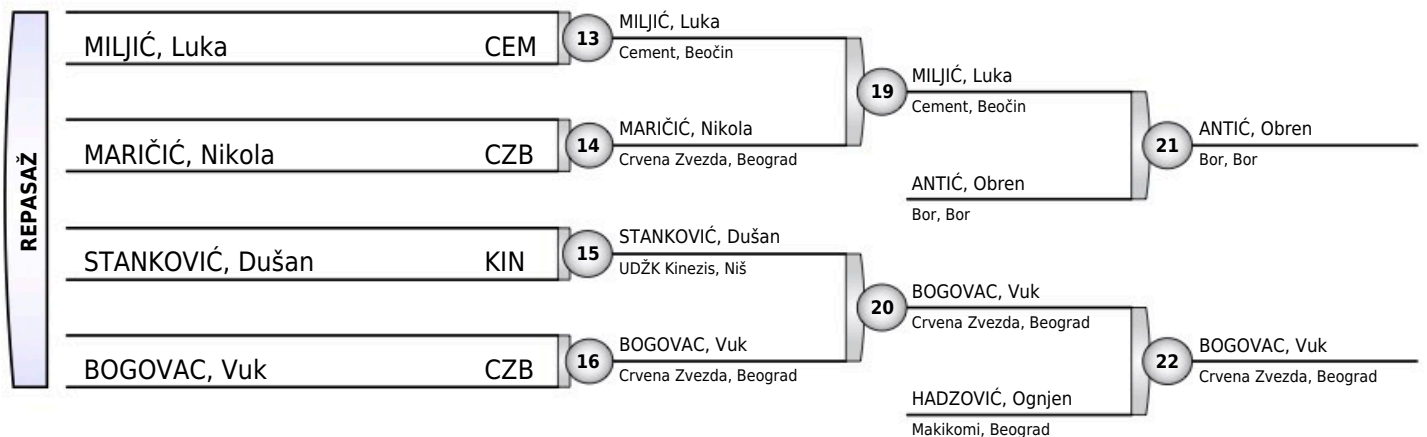 REPASAŽ
MILJIĆ, Luka CEM
MARIČIĆ, Nikola CZB
STANKOVIĆ, Dušan KIN
BOGOVAC, Vuk CZB
13
MILJIĆ, Luka
Cement, Beočin
14
MARIČIĆ, Nikola
Crvena Zvezda, Beograd
15
STANKOVIĆ, Dušan
UDŽK Kinezis, Niš
16
BOGOVAC, Vuk
Crvena Zvezda, Beograd
19
MILJIĆ, Luka
Cement, Beočin
ANTIĆ, Obren
Bor, Bor
20
BOGOVAC, Vuk
Crvena Zvezda, Beograd
HADZOVIĆ, Ognjen
Makikomi, Beograd
21
ANTIĆ, Obren
Bor, Bor
22
BOGOVAC, Vuk
Crvena Zvezda, Beograd